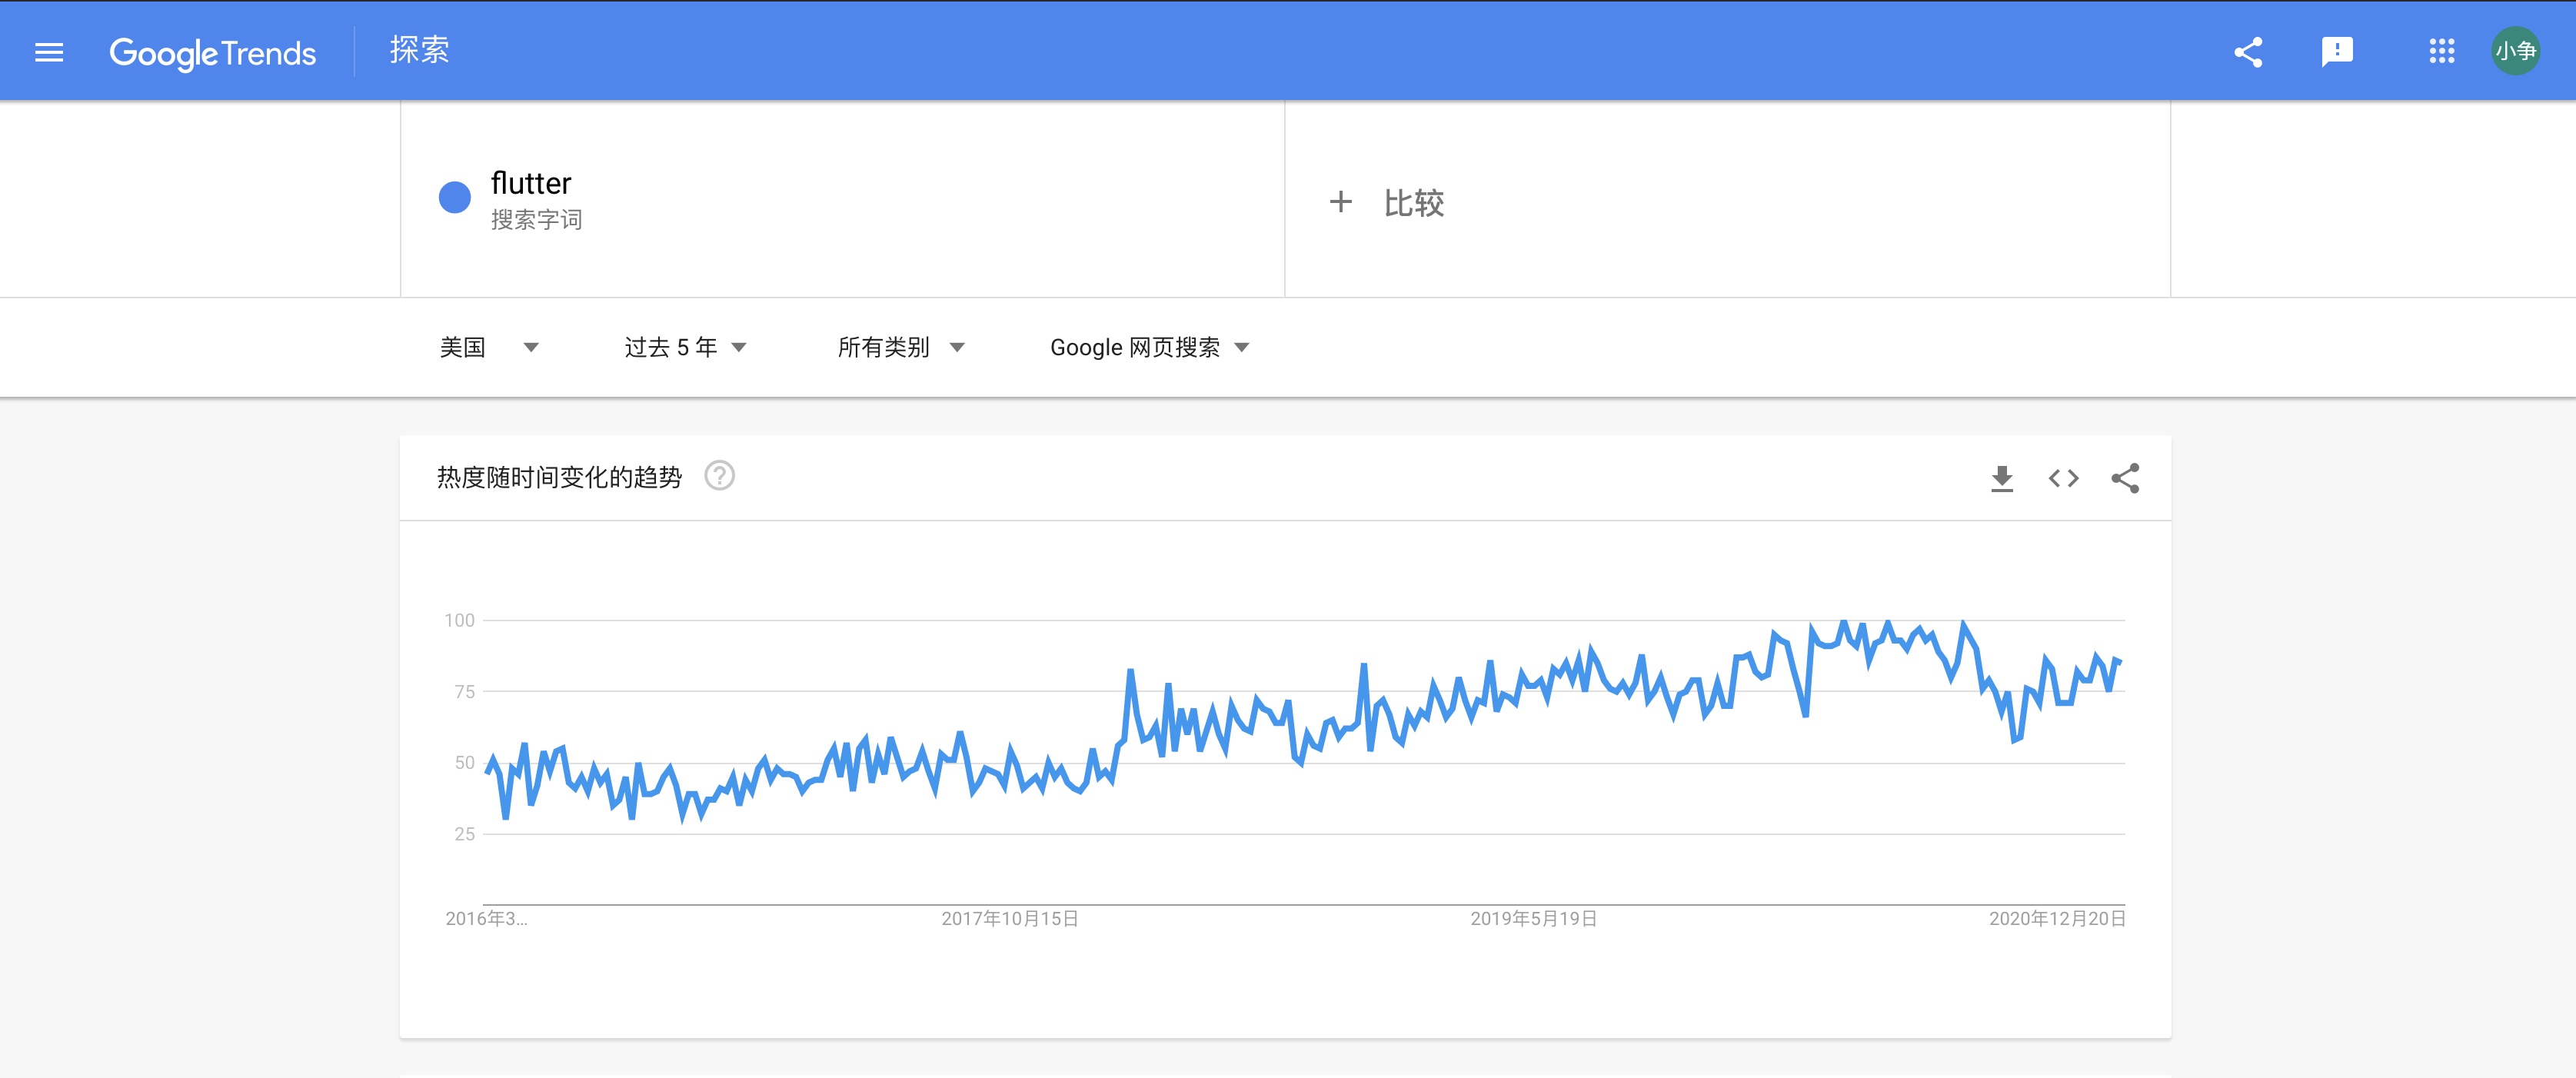 Google Trends 探索 小争
flutter
搜索字词
+ 比较
美国 过去 5 年 所有类别 Google 网页搜索
热度随时间变化的趋势
100
75
50
25
2016年3... 2017年10月15日 2019年5月19日 2020年12月20日